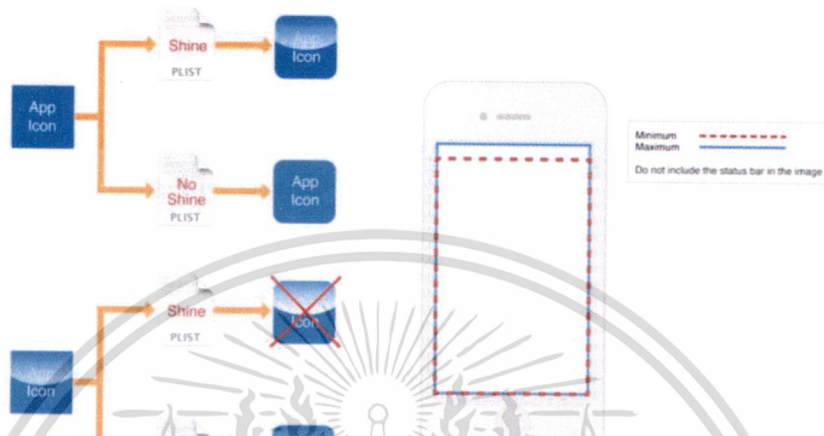 Shine
PLIST
App
Icon
App
Icon
No
Shine
PLIST
App
Icon
Minimum
Maximum
Do not include the status bar in the image
Shine
PLIST
Icon
App
Icon